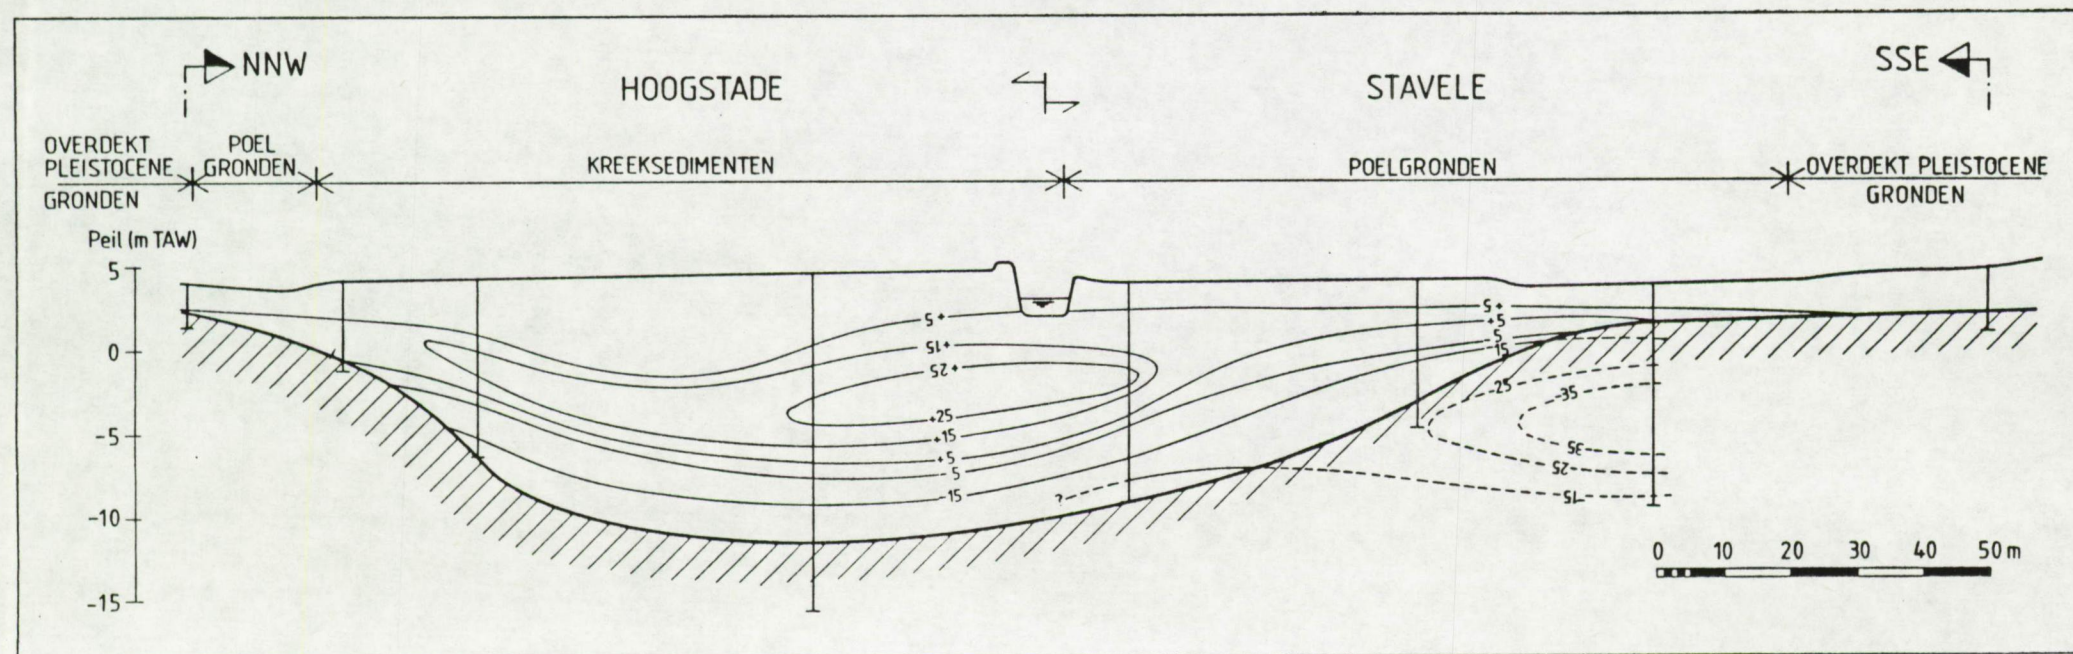 NNW
HOOGSTADE
STAVELE
SSE
OVERDEKT
PLEISTOCENE
GRONDEN
POEL
GRONDEN
KREEKSEDIMENTEN
POELGRONDEN
OVERDEKT PLEISTOCENE
GRONDEN
Peil (m TAW)
5
0
-5
-10
-15
+5
+15
+25
+25
+15
+5
5
-15
?
+5
+5
5
-15
-25
-35
35
25
15
0 10 20 30 40 50 m